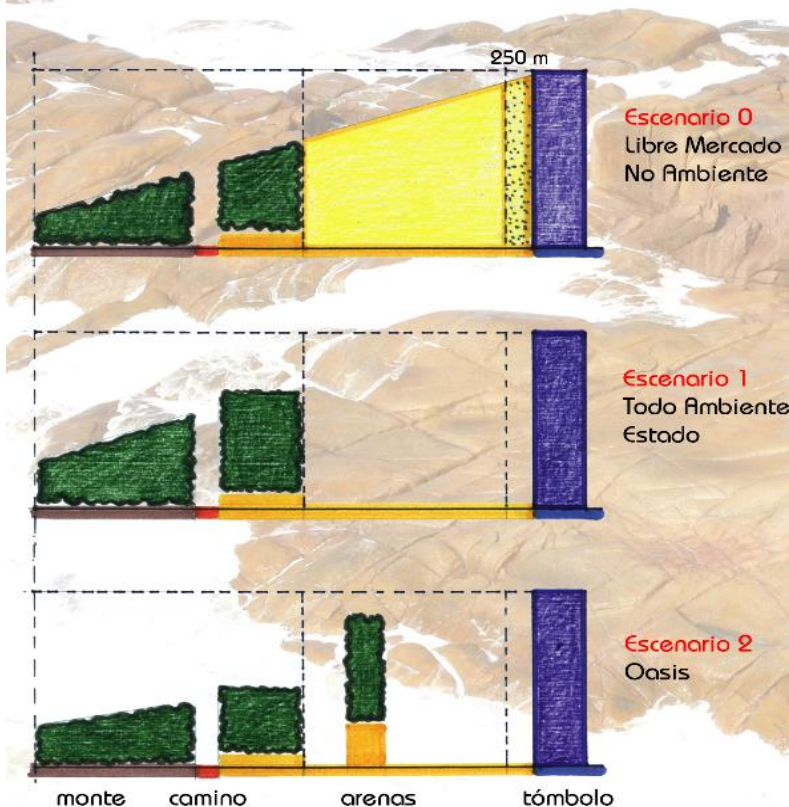 250 m
Escenario 0
Libre Mercado
No Ambiente
Escenario 1
Todo Ambiente
Estado
Escenario 2
Oasis
monte camino arenas tómbolo